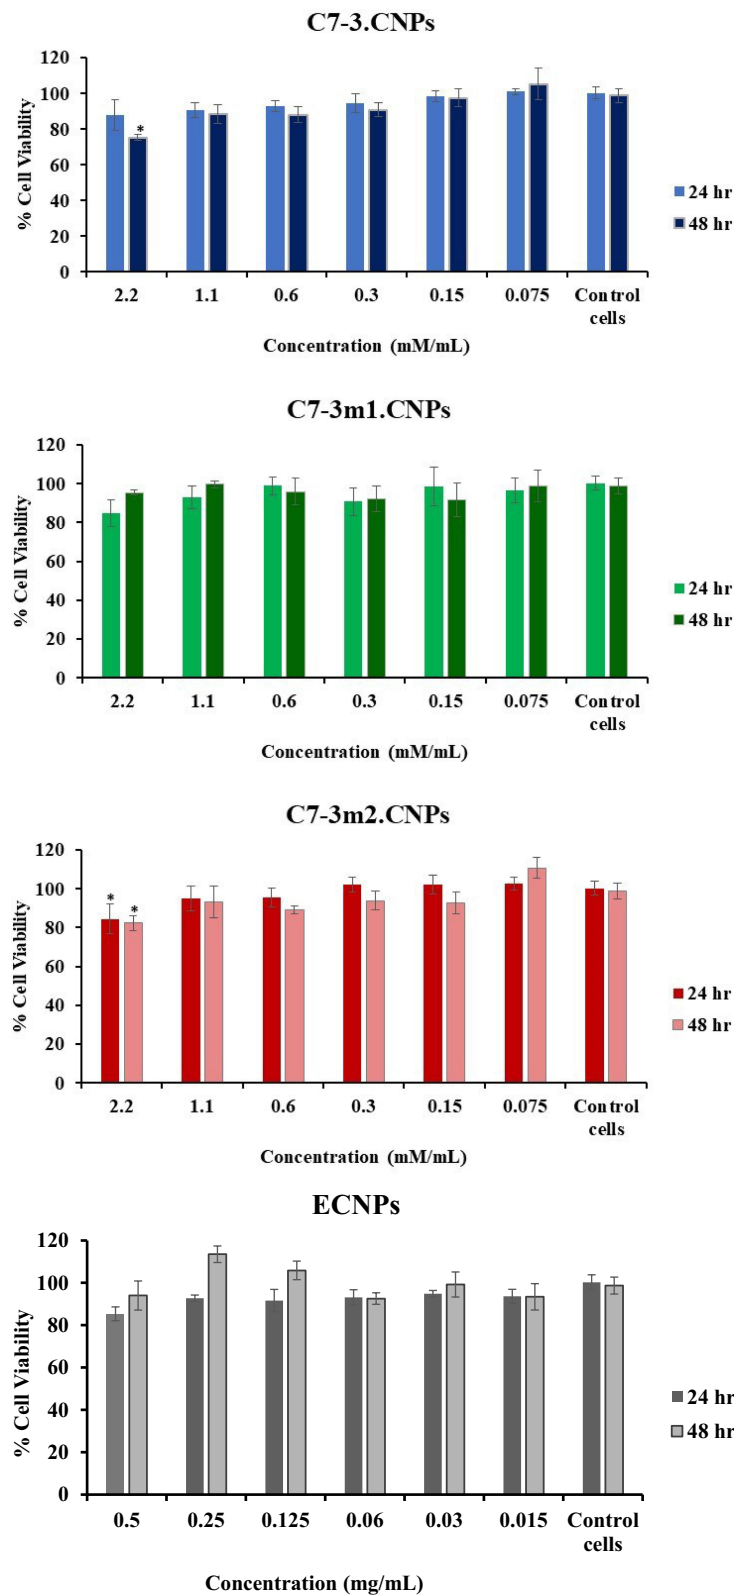 C7-3.CNPs
120
100
80
60
40
20
0
% Cell Viability
*
2.2 1.1 0.6 0.3 0.15 0.075 Control
cells
Concentration (mM/mL)
24 hr
48 hr
C7-3m1.CNPs
120
100
80
60
40
20
0
% Cell Viability
2.2 1.1 0.6 0.3 0.15 0.075 Control
cells
Concentration (mM/mL)
24 hr
48 hr
C7-3m2.CNPs
120
100
80
60
40
20
0
% Cell Viability
* *
2.2 1.1 0.6 0.3 0.15 0.075 Control
cells
Concentration (mM/mL)
24 hr
48 hr
ECNPs
120
100
80
60
40
20
0
% Cell Viability
0.5 0.25 0.125 0.06 0.03 0.015 Control
cells
Concentration (mg/mL)
24 hr
48 hr